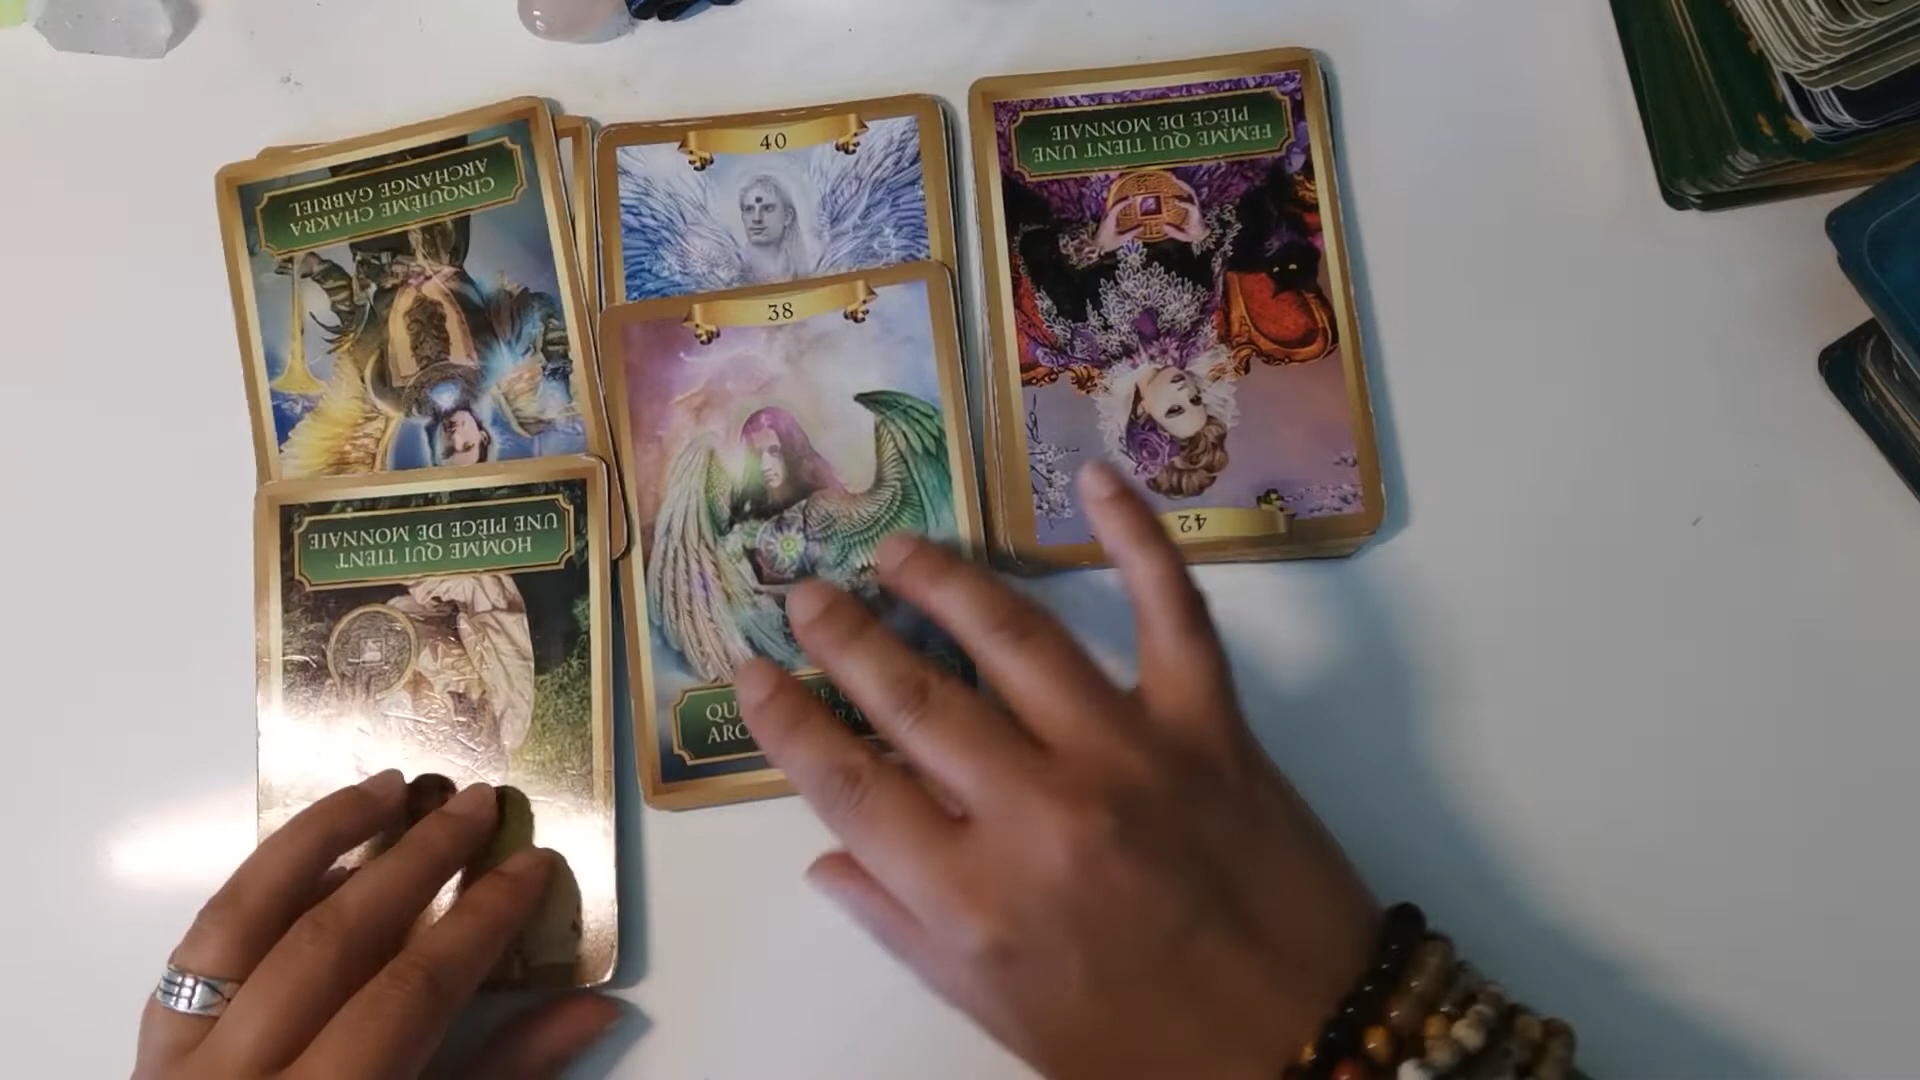 CINQUIÈME CHAKRA
ARCHANGE GABRIEL
40
FEMME QUI TIENT UNE
PIÈCE DE MONNAIE
42
38
HOMME QUI TIENT
UNE PIÈCE DE MONNAIE